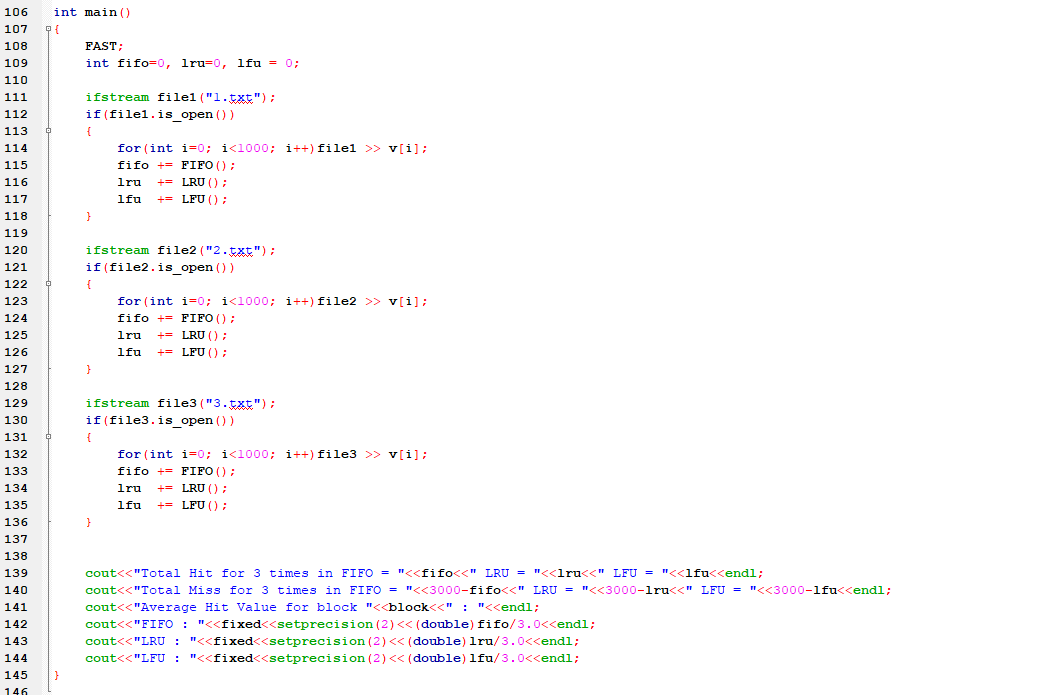 106 int main()
107 {
108 FAST;
109 int fifo=0, lru=0, lfu = 0;
110
111 ifstream file1("1.txt");
112 if(file1.is_open())
113 {
114 for(int i=0; i<1000; i++)file1 >> v[i];
115 fifo += FIFO();
116 lru  += LRU();
117 lfu  += LFU();
118 }
119
120 ifstream file2("2.txt");
121 if(file2.is_open())
122 {
123 for(int i=0; i<1000; i++)file2 >> v[i];
124 fifo += FIFO();
125 lru  += LRU();
126 lfu  += LFU();
127 }
128
129 ifstream file3("3.txt");
130 if(file3.is_open())
131 {
132 for(int i=0; i<1000; i++)file3 >> v[i];
133 fifo += FIFO();
134 lru  += LRU();
135 lfu  += LFU();
136 }
137
138
139 cout<<"Total Hit for 3 times in FIFO = "<<fifo<<" LRU = "<<lru<<" LFU = "<<lfu<<endl;
140 cout<<"Total Miss for 3 times in FIFO = "<<3000-fifo<<" LRU = "<<3000-lru<<" LFU = "<<3000-lfu<<endl;
141 cout<<"Average Hit Value for block "<<block<<" : "<<endl;
142 cout<<"FIFO : "<<fixed<<setprecision(2)<<(double)fifo/3.0<<endl;
143 cout<<"LRU : "<<fixed<<setprecision(2)<<(double)lru/3.0<<endl;
144 cout<<"LFU : "<<fixed<<setprecision(2)<<(double)lfu/3.0<<endl;
145 }
146